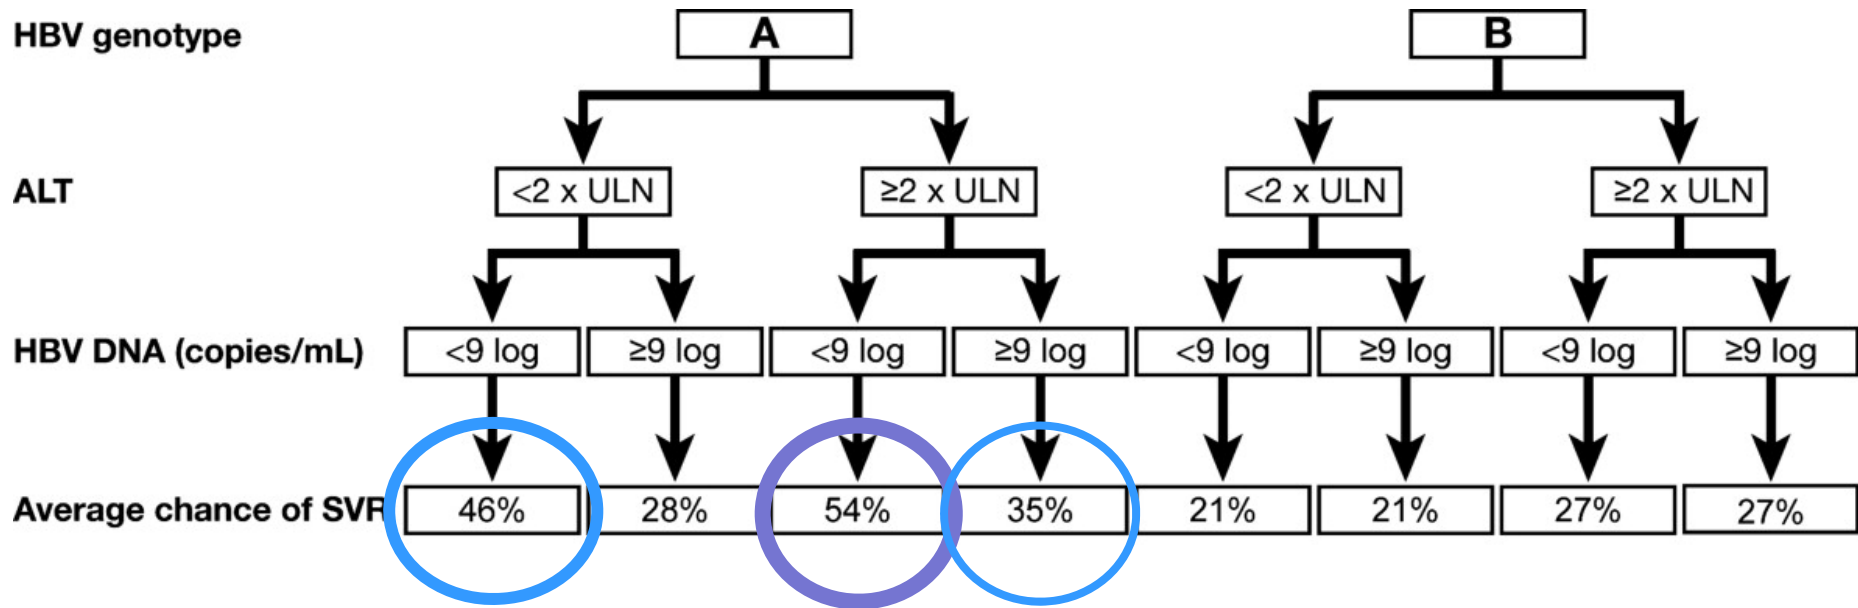 HBV genotype A B
ALT <2 x ULN ≥2 x ULN <2 x ULN ≥2 x ULN
HBV DNA (copies/mL) <9 log ≥9 log <9 log ≥9 log <9 log ≥9 log <9 log ≥9 log
Average chance of SVR 46% 28% 54% 35% 21% 21% 27% 27%